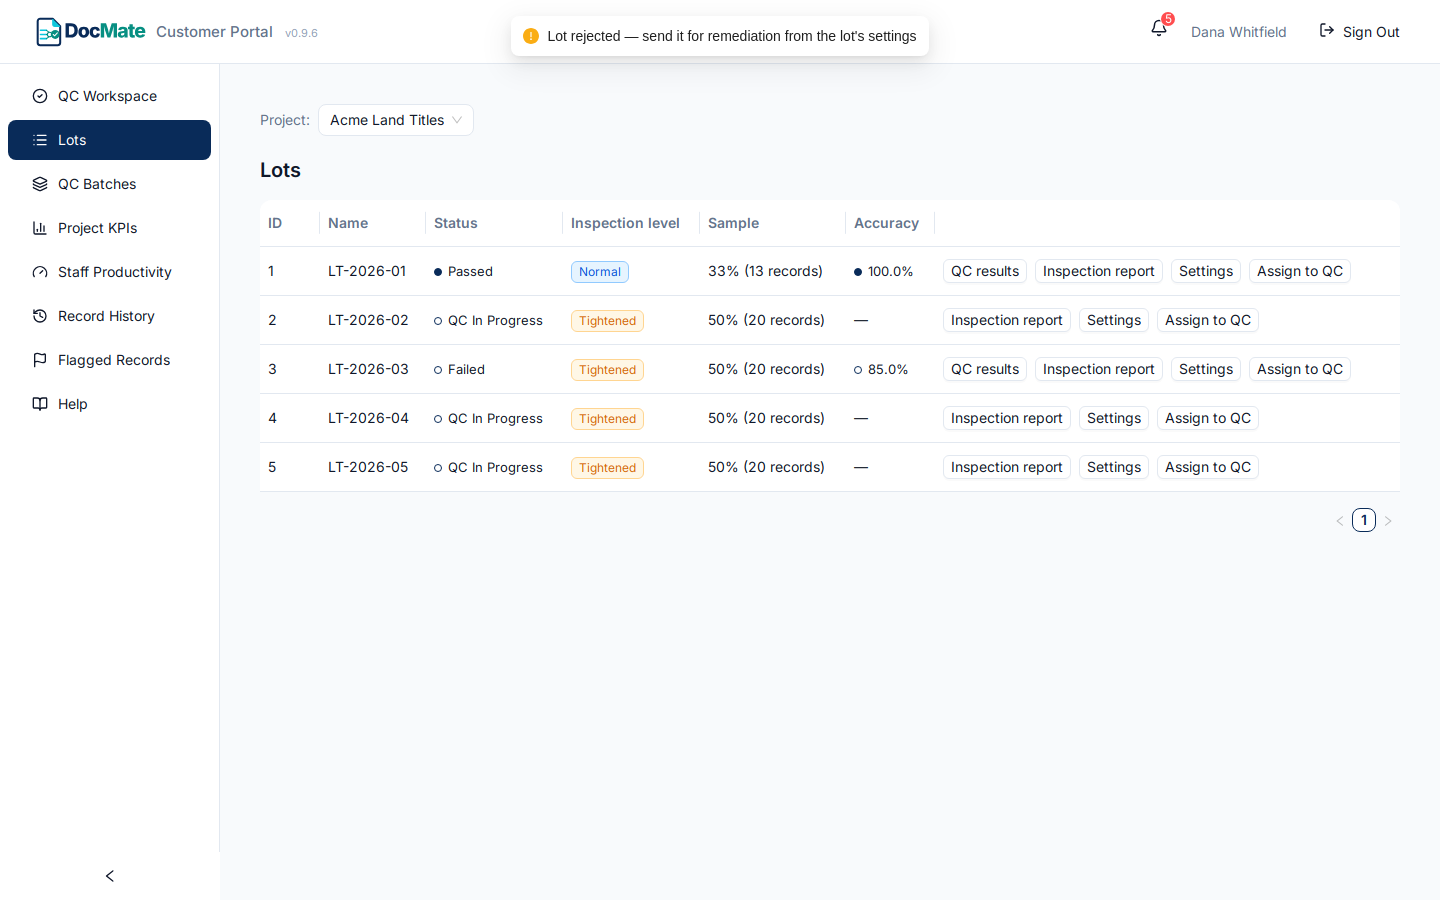 DocMate Customer Portal v0.9.6
! Lot rejected — send it for remediation from the lot's settings
5
Dana Whitfield
Sign Out
QC Workspace
Lots
QC Batches
Project KPIs
Staff Productivity
Record History
Flagged Records
Help
Project: Acme Land Titles
Lots
ID Name Status Inspection level Sample Accuracy
1 LT-2026-01 Passed Normal 33% (13 records) 100.0% QC results Inspection report Settings Assign to QC
2 LT-2026-02 QC In Progress Tightened 50% (20 records) — Inspection report Settings Assign to QC
3 LT-2026-03 Failed Tightened 50% (20 records) 85.0% QC results Inspection report Settings Assign to QC
4 LT-2026-04 QC In Progress Tightened 50% (20 records) — Inspection report Settings Assign to QC
5 LT-2026-05 QC In Progress Tightened 50% (20 records) — Inspection report Settings Assign to QC
1